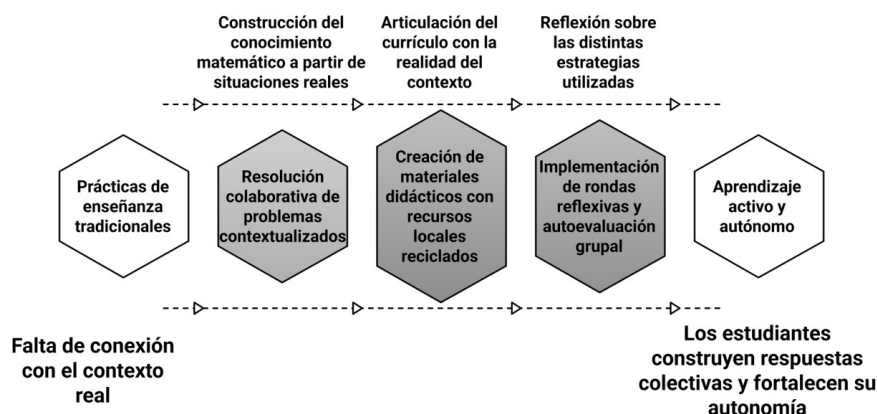 Construcción del
conocimiento
matemático a partir de
situaciones reales
Articulación del
currículo con la
realidad del
contexto
Reflexión sobre
las distintas
estrategias
utilizadas
Prácticas de
enseñanza
tradicionales
Resolución
colaborativa de
problemas
contextualizados
Creación de
materiales
didácticos con
recursos
locales
reciclados
Implementación
de rondas
reflexivas y
autoevaluación
grupal
Aprendizaje
activo y
autónomo
Falta de conexión
con el contexto
real
Los estudiantes
construyen respuestas
colectivas y fortalecen su
autonomía